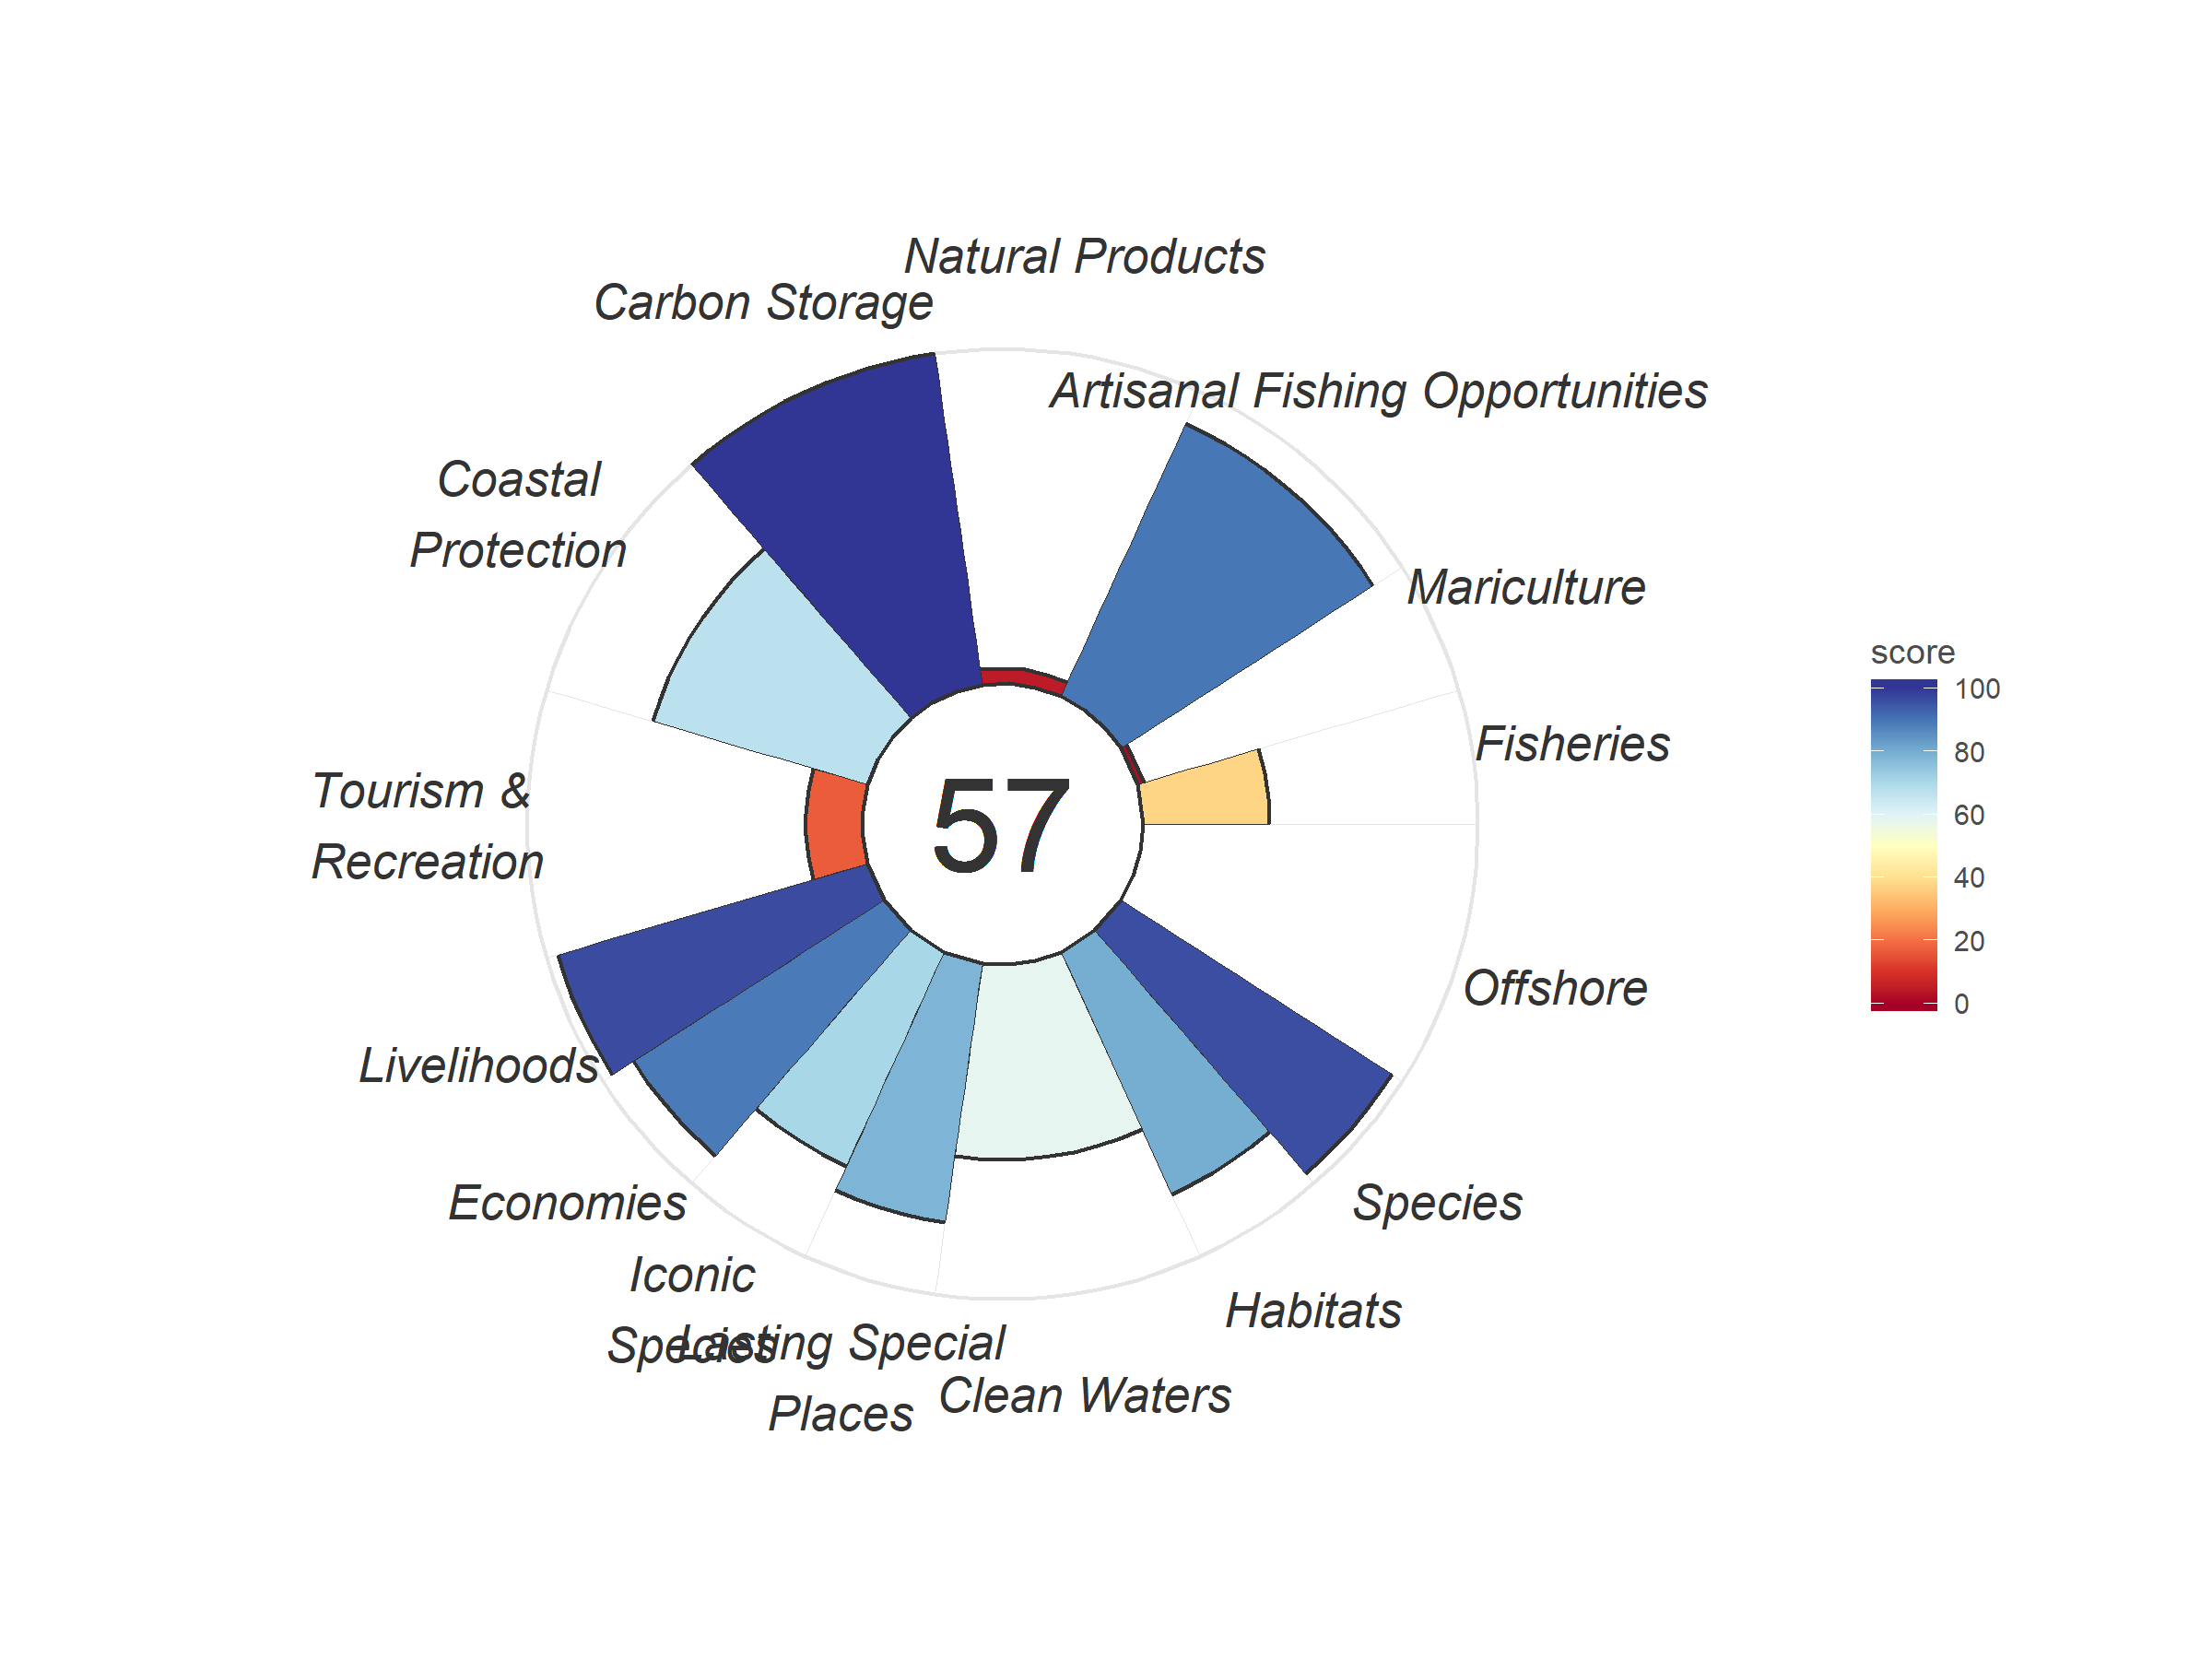 Natural Products
Carbon Storage
Artisanal Fishing Opportunities
Coastal
Protection
Mariculture
Fisheries
Tourism &
Recreation
57
Offshore
Livelihoods
Economies
Species
Iconic
Species
Habitats
Lasting Special
Places
Clean Waters
score
100
80
60
40
20
0